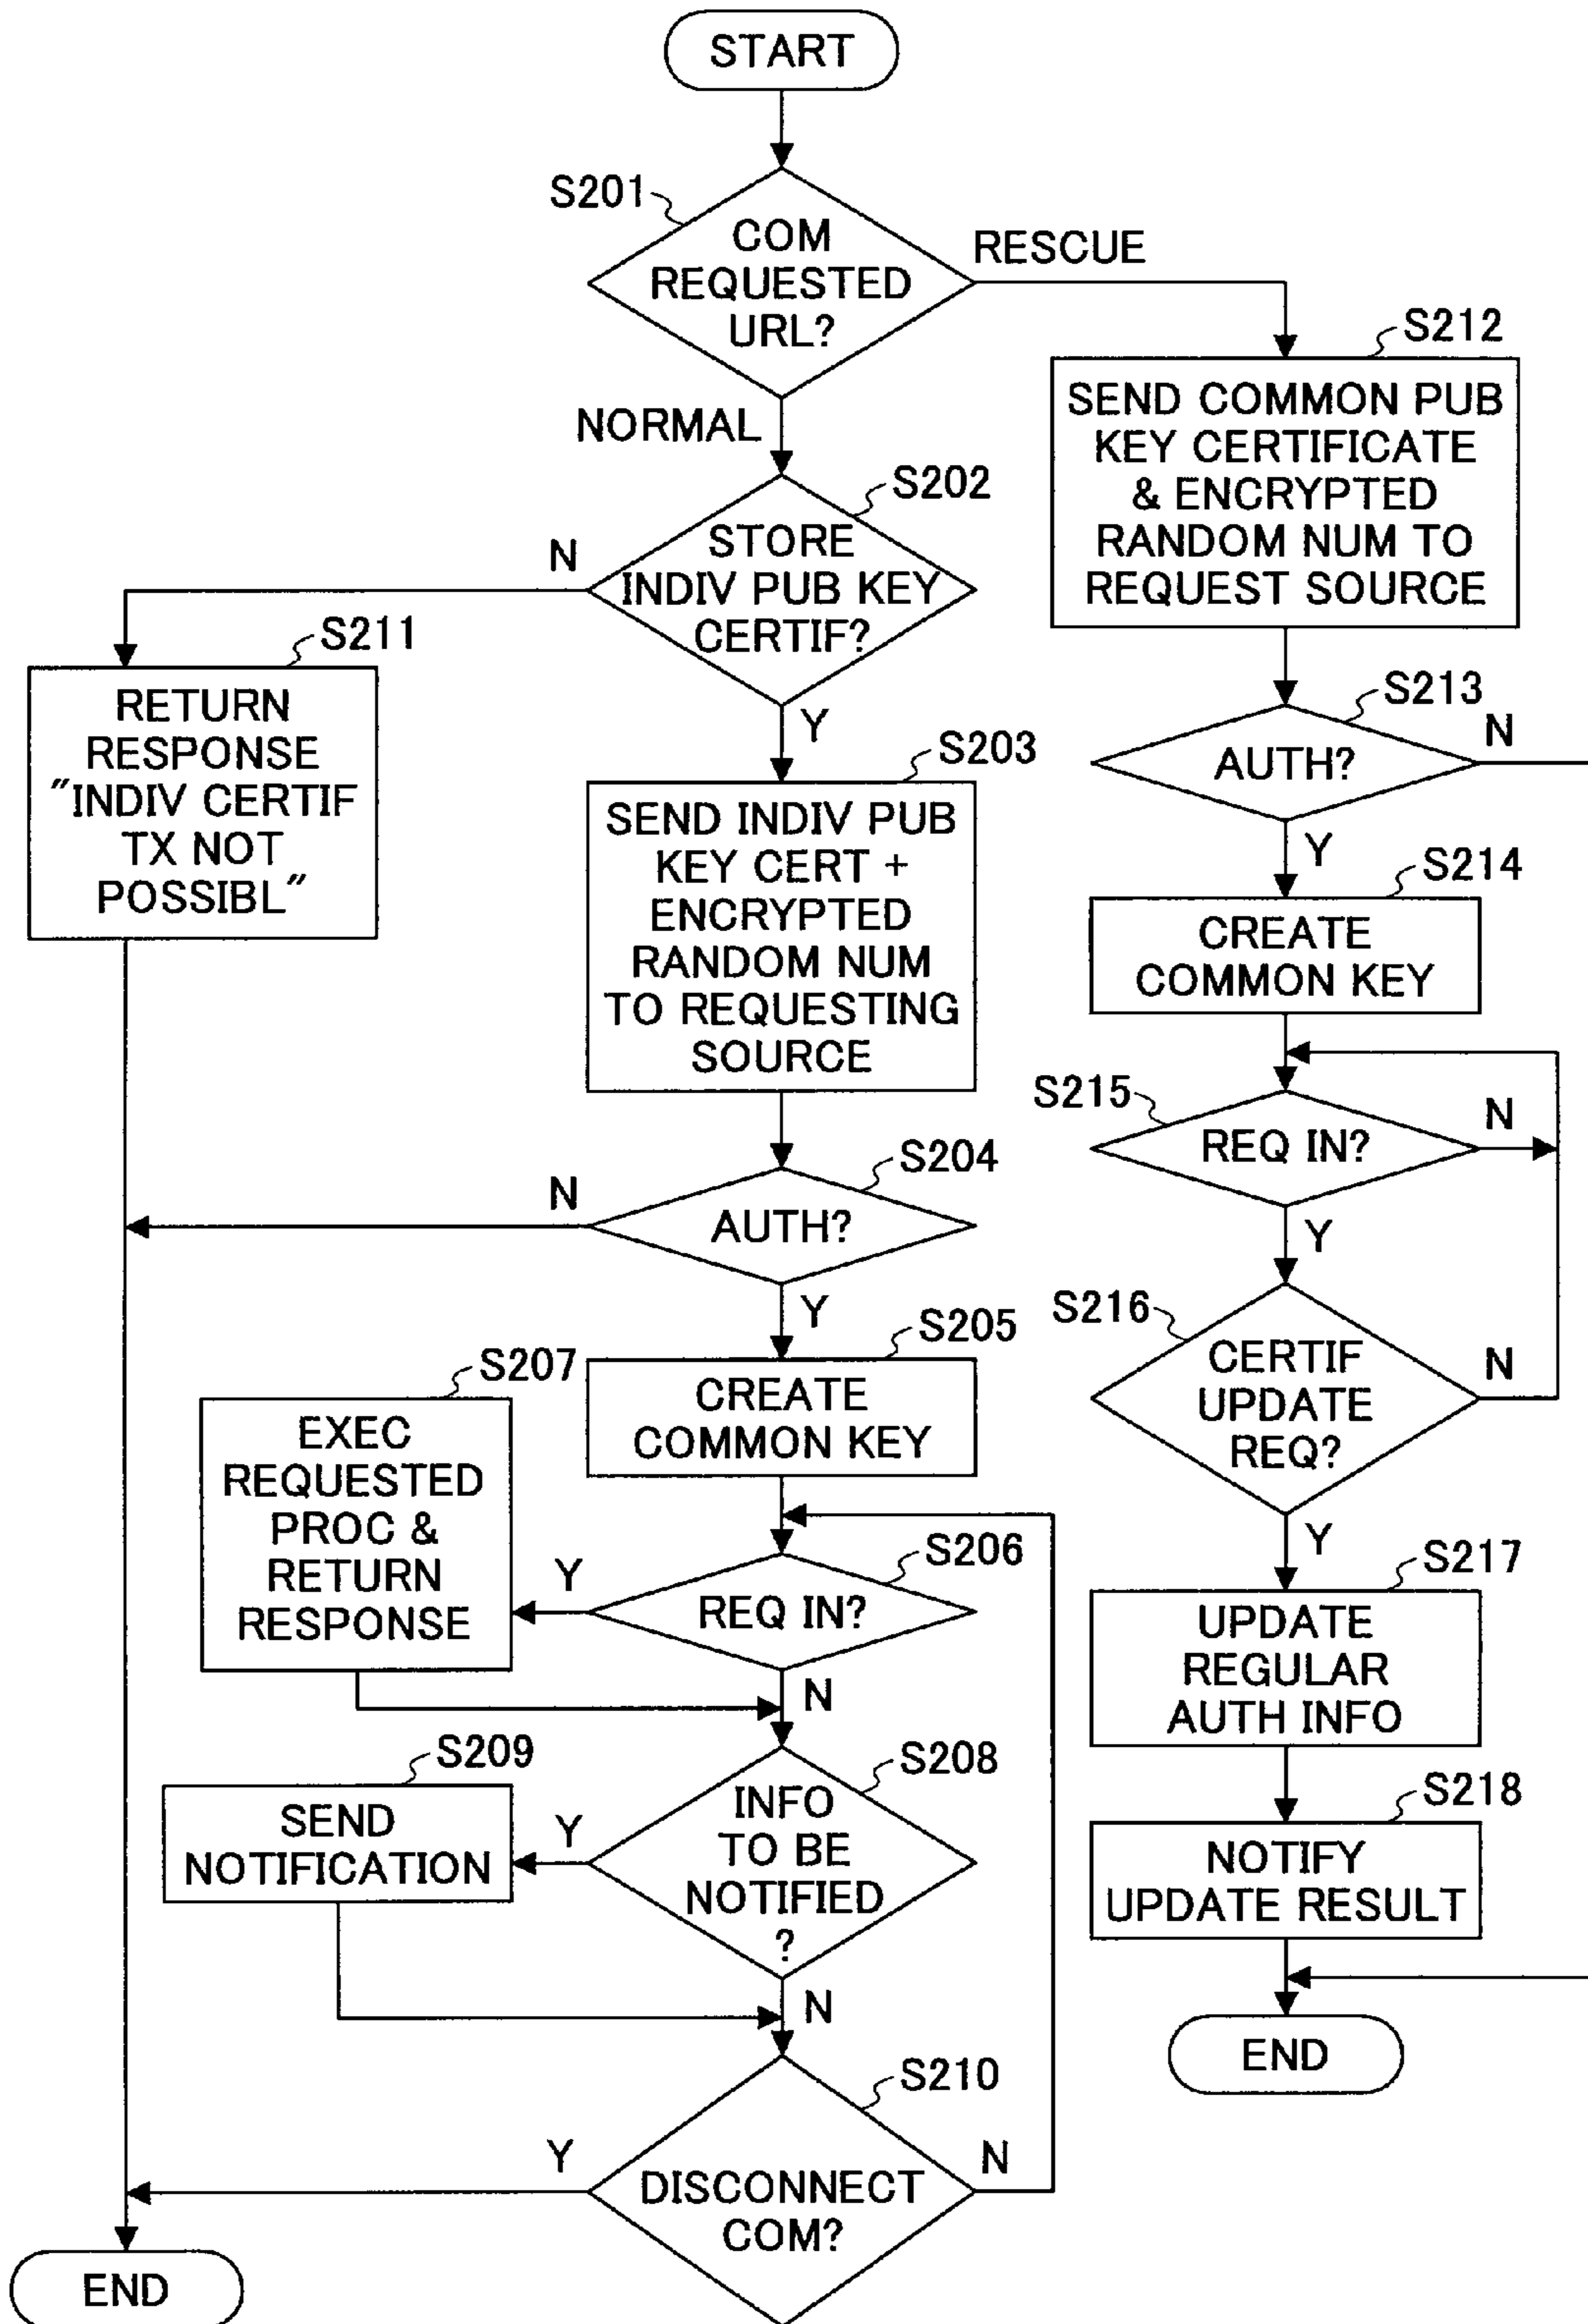 START
S201
COM
REQUESTED
URL?
RESCUE
NORMAL
S202
STORE
INDIV PUB KEY
CERTIF?
N
Y
S211
RETURN
RESPONSE
"INDIV CERTIF
TX NOT
POSSIBL"
S203
SEND INDIV PUB
KEY CERT +
ENCRYPTED
RANDOM NUM
TO REQUESTING
SOURCE
S204
AUTH?
N
Y
S205
CREATE
COMMON KEY
S207
EXEC
REQUESTED
PROC &
RETURN
RESPONSE
S206
REQ IN?
Y
N
S209
SEND
NOTIFICATION
S208
INFO
TO BE
NOTIFIED
?
Y
N
S210
DISCONNECT
COM?
Y
N
END
S212
SEND COMMON PUB
KEY CERTIFICATE
& ENCRYPTED
RANDOM NUM TO
REQUEST SOURCE
S213
AUTH?
N
Y
S214
CREATE
COMMON KEY
S215
REQ IN?
N
Y
S216
CERTIF
UPDATE
REQ?
N
Y
S217
UPDATE
REGULAR
AUTH INFO
S218
NOTIFY
UPDATE RESULT
END